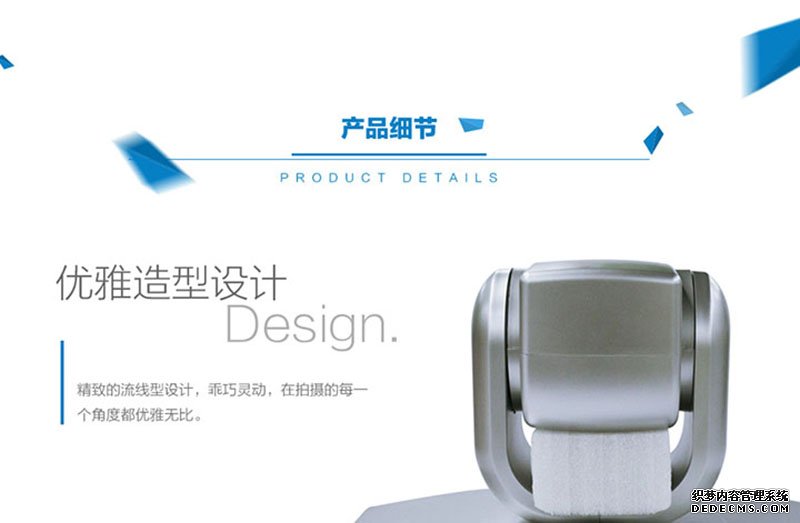 产品细节
PRODUCT DETAILS
优雅造型设计
Design.
精致的流线型设计，乖巧灵动，在拍摄的每一
个角度都优雅无比。
织梦内容管理系统
DEDECMS.COM